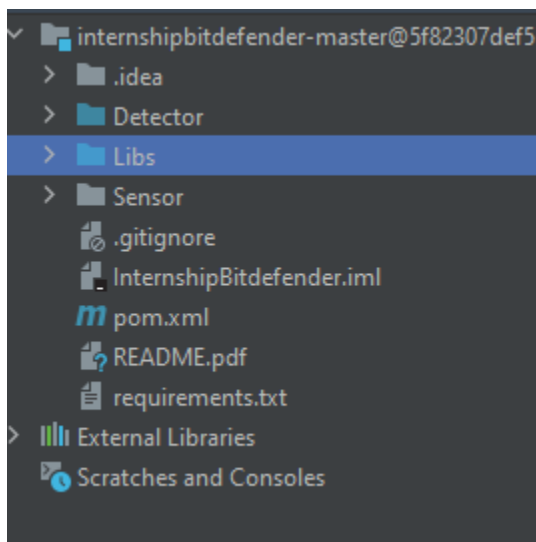 internshipbitdefender-master@5f82307def5
.idea
Detector
Libs
Sensor
.gitignore
InternshipBitdefender.iml
pom.xml
README.pdf
requirements.txt
External Libraries
Scratches and Consoles